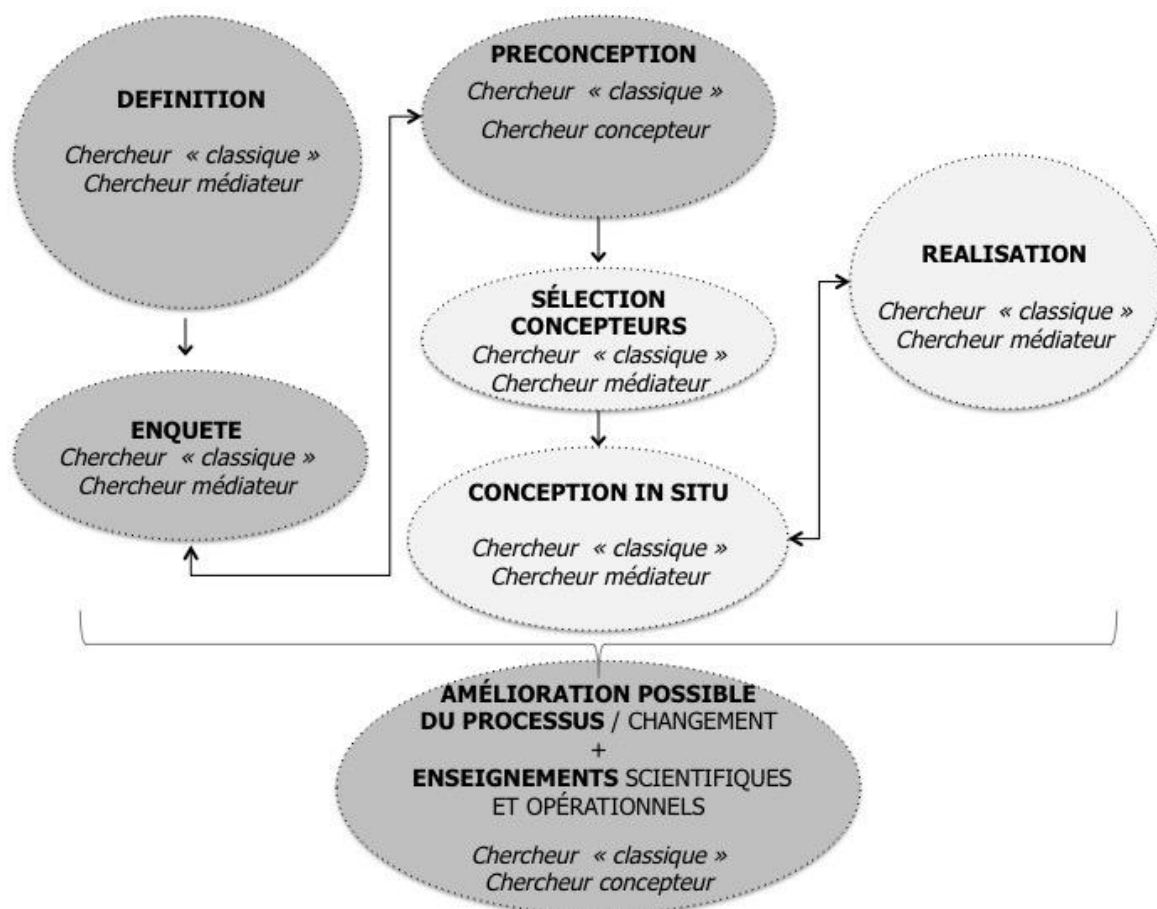 DEFINITION
Chercheur « classique »
Chercheur médiateur
ENQUETE
Chercheur « classique »
Chercheur médiateur
PRECONCEPTION
Chercheur « classique »
Chercheur concepteur
SÉLECTION
CONCEPTEURS
Chercheur « classique »
Chercheur médiateur
CONCEPTION IN SITU
Chercheur « classique »
Chercheur médiateur
REALISATION
Chercheur « classique »
Chercheur médiateur
AMÉLIORATION POSSIBLE
DU PROCESSUS / CHANGEMENT
+
ENSEIGNEMENTS SCIENTIFIQUES
ET OPÉRATIONNELS
Chercheur « classique »
Chercheur concepteur